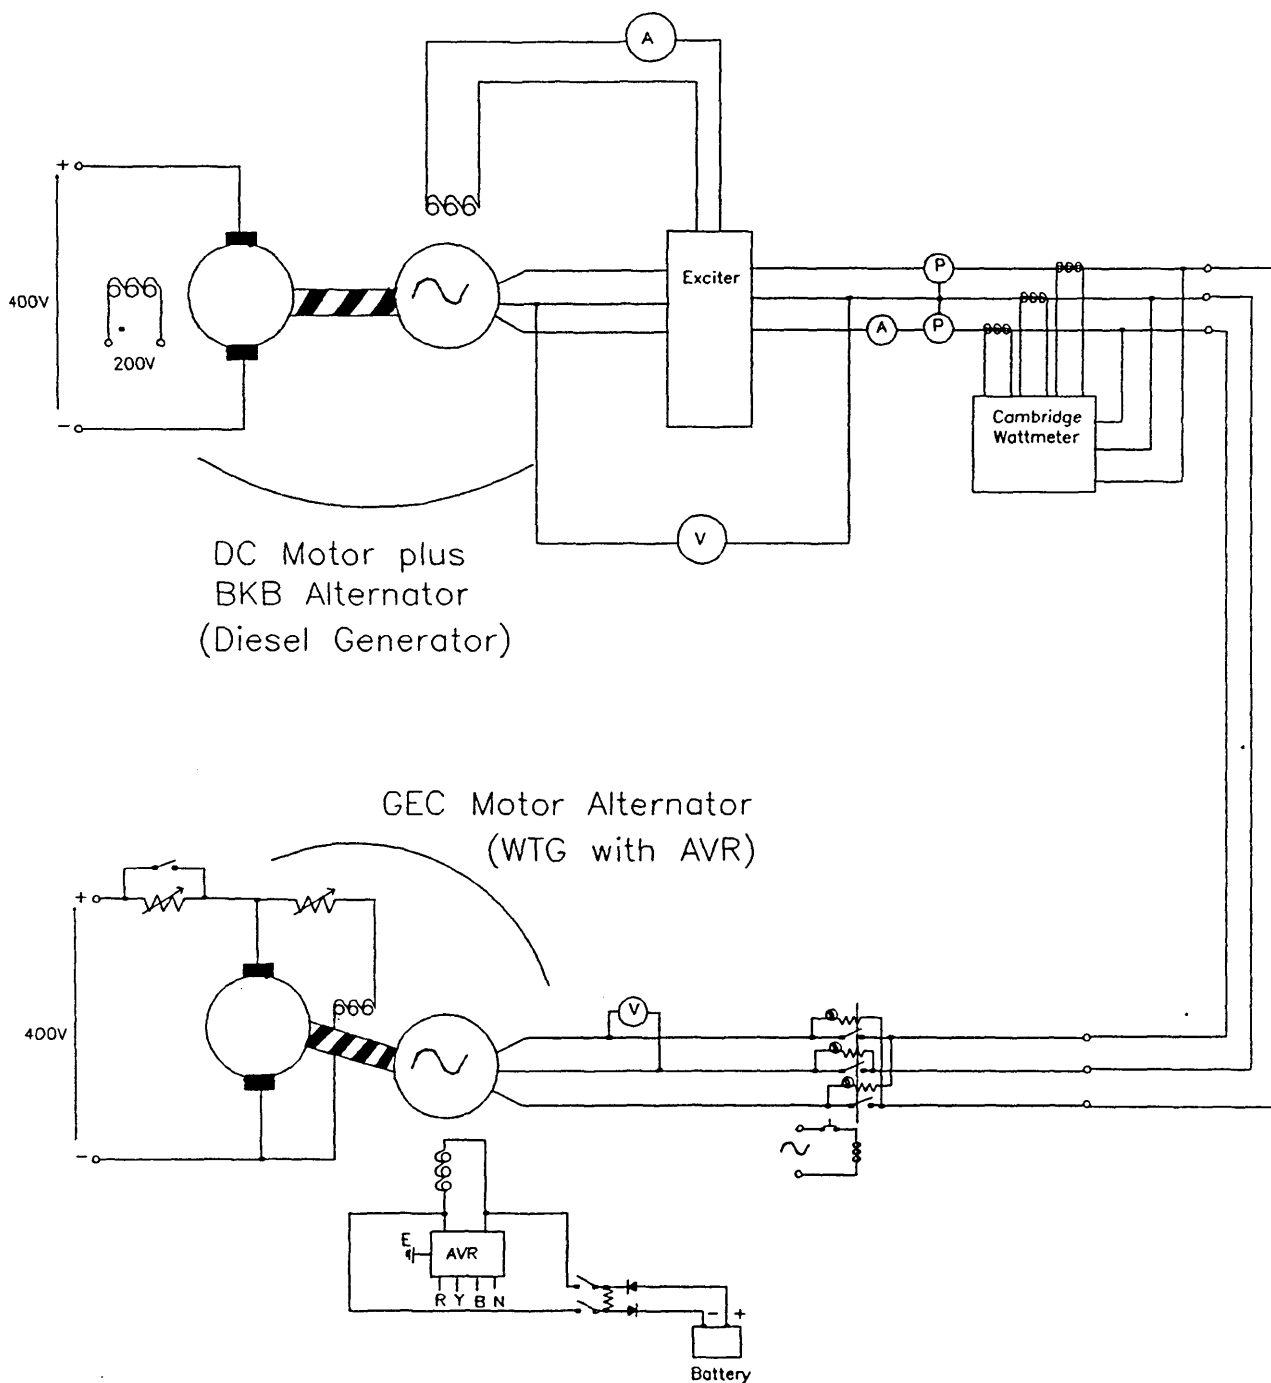 A
+
Exciter
P
400V
A
P
200V
Cambridge
Wattmeter
-
V
DC Motor plus
BKB Alternator
(Diesel Generator)
GEC Motor Alternator
(WTG with AVR)
+
V
400V
-
E
AVR
R Y B N
- +
Battery